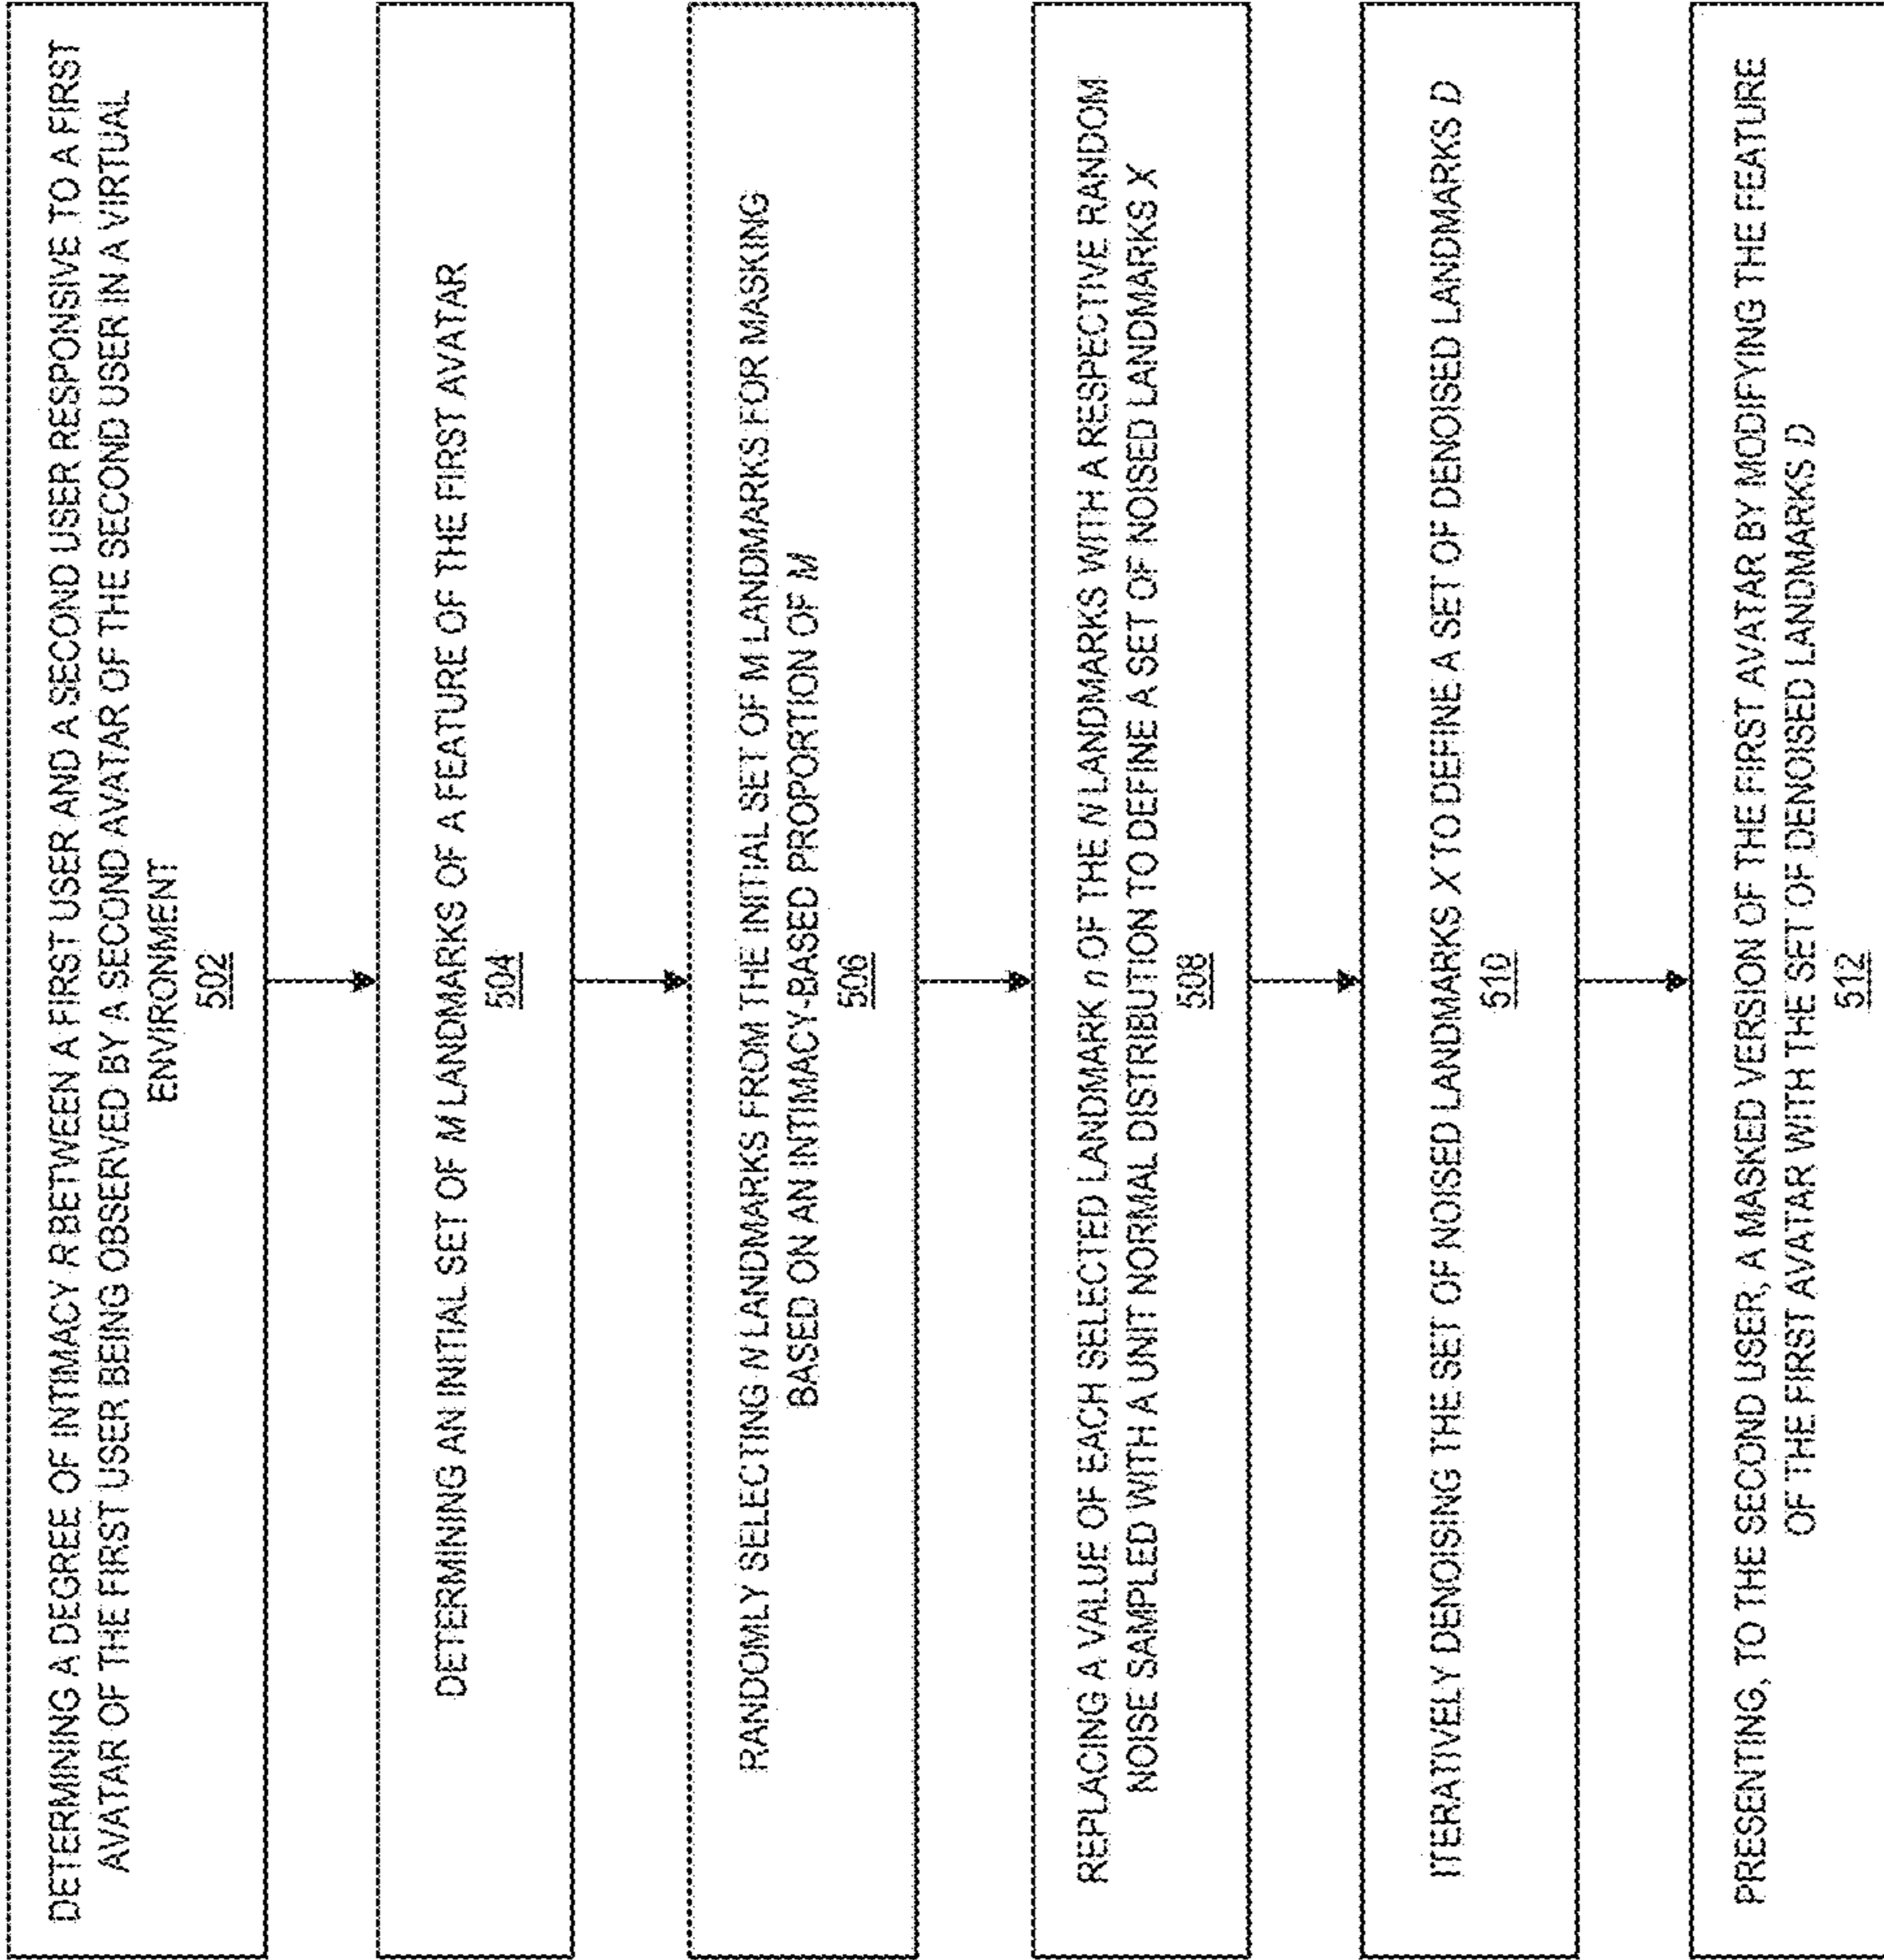 DETERMINING A DEGREE OF INTIMACY R BETWEEN A FIRST USER AND A SECOND USER RESPONSIVE TO A FIRST
AVATAR OF THE FIRST USER BEING OBSERVED BY A SECOND AVATAR OF THE SECOND USER IN A VIRTUAL
ENVIRONMENT
502
DETERMINING AN INITIAL SET OF M LANDMARKS OF A FEATURE OF THE FIRST AVATAR
504
RANDOMLY SELECTING N LANDMARKS FROM THE INITIAL SET OF M LANDMARKS FOR MASKING
BASED ON AN INTIMACY-BASED PROPORTION OF M
506
REPLACING A VALUE OF EACH SELECTED LANDMARK n OF THE N LANDMARKS WITH A RESPECTIVE RANDOM
NOISE SAMPLED WITH A UNIT NORMAL DISTRIBUTION TO DEFINE A SET OF NOISED LANDMARKS X
508
ITERATIVELY DENOISING THE SET OF NOISED LANDMARKS X TO DEFINE A SET OF DENOISED LANDMARKS D
510
PRESENTING, TO THE SECOND USER, A MASKED VERSION OF THE FIRST AVATAR BY MODIFYING THE FEATURE
OF THE FIRST AVATAR WITH THE SET OF DENOISED LANDMARKS D
512